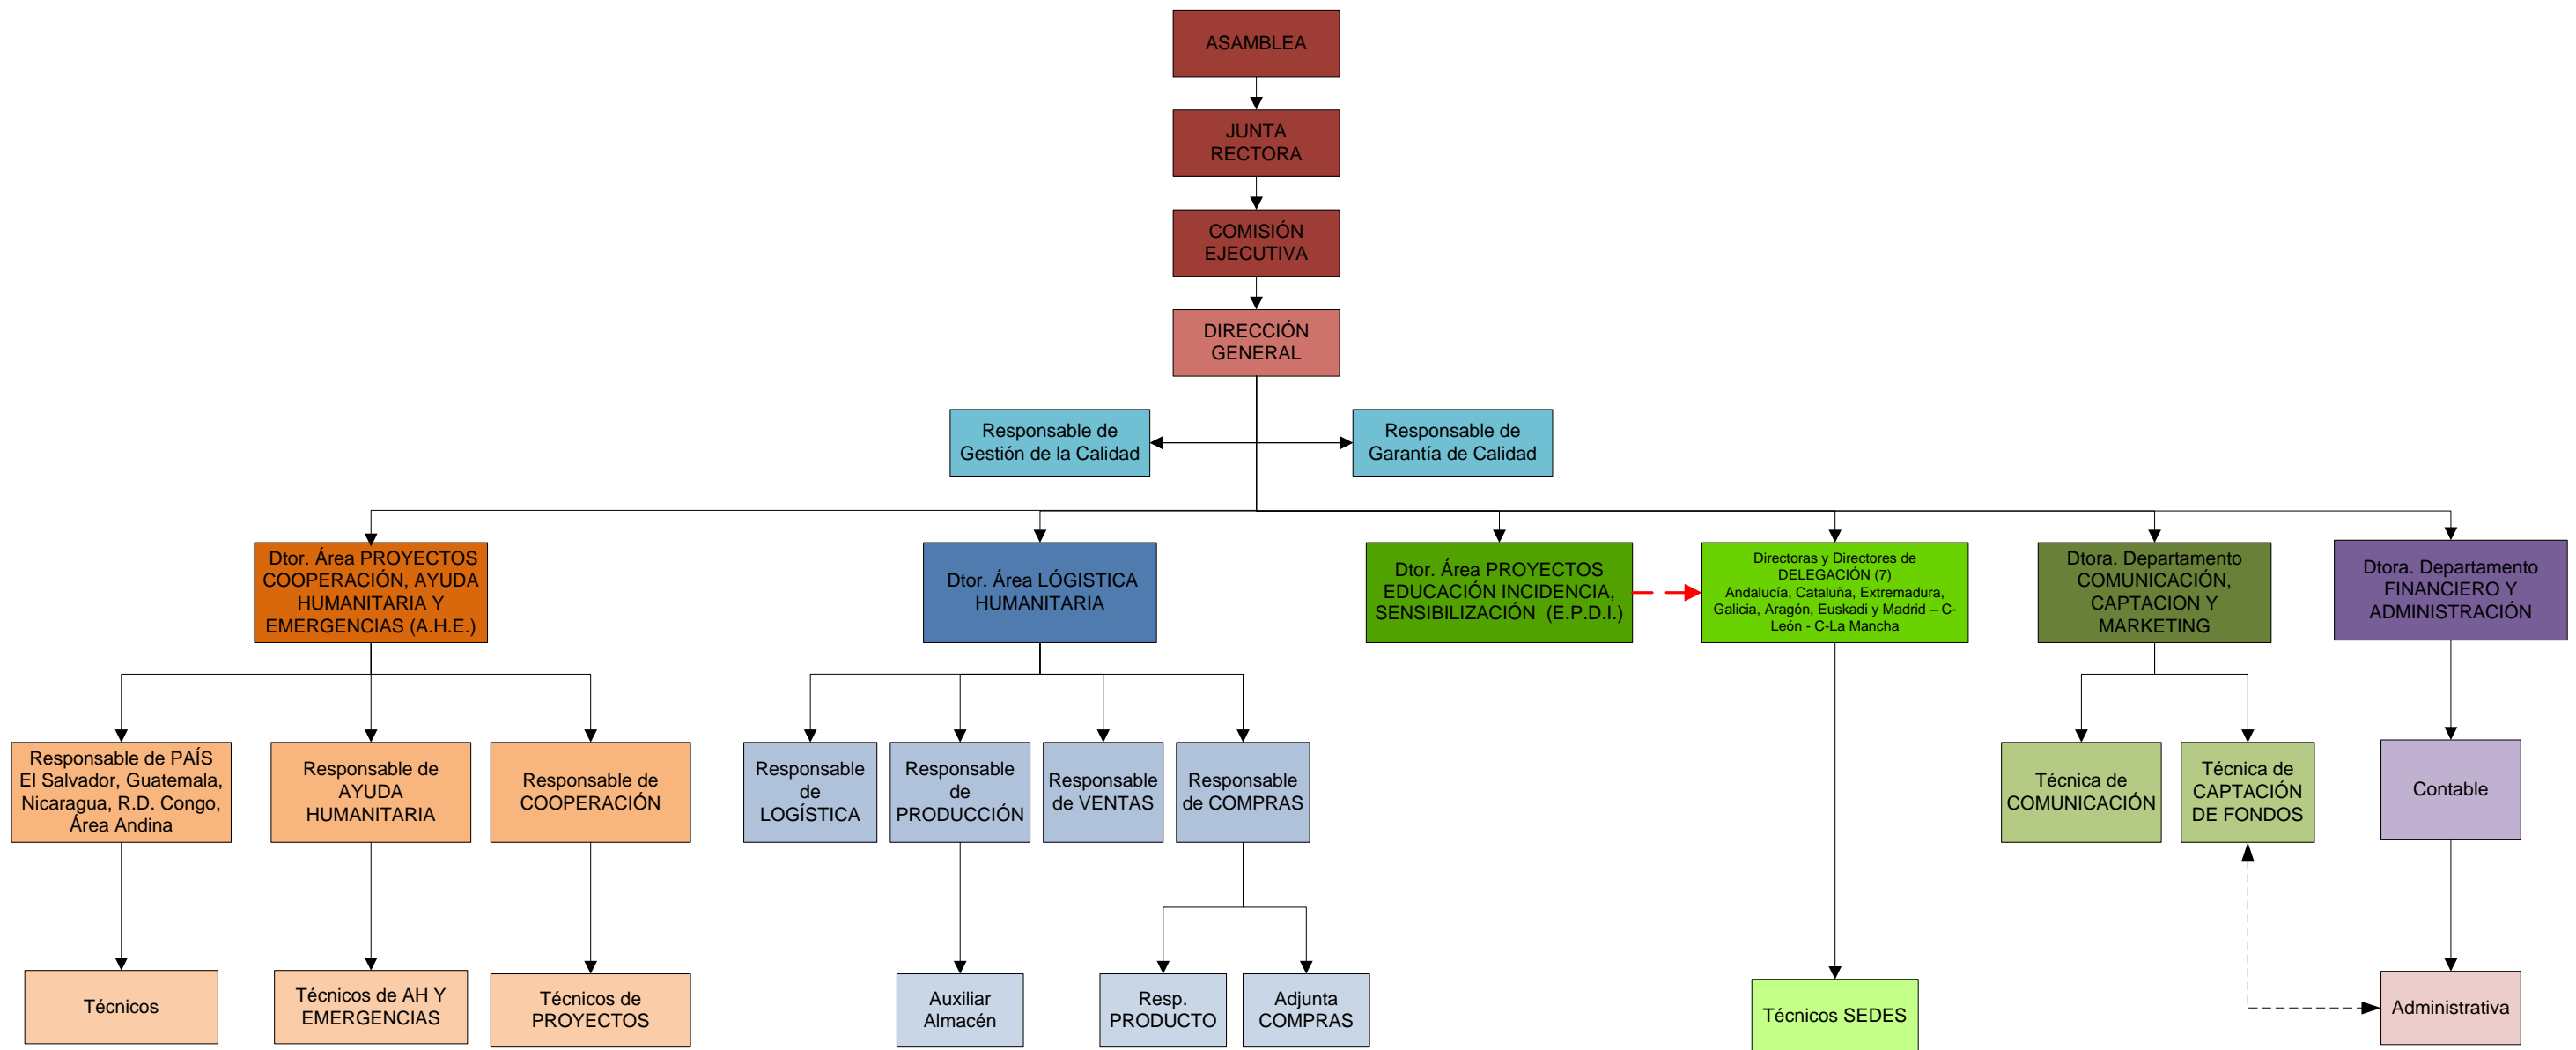 ASAMBLEA
JUNTA
RECTORA
COMISIÓN
EJECUTIVA
DIRECCIÓN
GENERAL
Responsable de
Gestión de la Calidad
Responsable de
Garantía de Calidad
Dtor. Área PROYECTOS
COOPERACIÓN, AYUDA
HUMANITARIA Y
EMERGENCIAS (A.H.E.)
Dtor. Área LÓGISTICA
HUMANITARIA
Dtor. Área PROYECTOS
EDUCACIÓN INCIDENCIA,
SENSIBILIZACIÓN (E.P.D.I.)
Directoras y Directores de
DELEGACIÓN (7)
Andalucía, Cataluña, Extremadura,
Galicia, Aragón, Euskadi y Madrid – C-
León - C-La Mancha
Dtora. Departamento
COMUNICACIÓN,
CAPTACION Y
MARKETING
Dtora. Departamento
FINANCIERO Y
ADMINISTRACIÓN
Responsable de PAÍS
El Salvador, Guatemala,
Nicaragua, R.D. Congo,
Área Andina
Responsable de
AYUDA
HUMANITARIA
Responsable de
COOPERACIÓN
Responsable
de
LOGÍSTICA
Responsable
de
PRODUCCIÓN
Responsable
de VENTAS
Responsable
de COMPRAS
Técnica de
COMUNICACIÓN
Técnica de
CAPTACIÓN
DE FONDOS
Contable
Técnicos
Técnicos de AH Y
EMERGENCIAS
Técnicos de
PROYECTOS
Auxiliar
Almacén
Resp.
PRODUCTO
Adjunta
COMPRAS
Técnicos SEDES
Administrativa